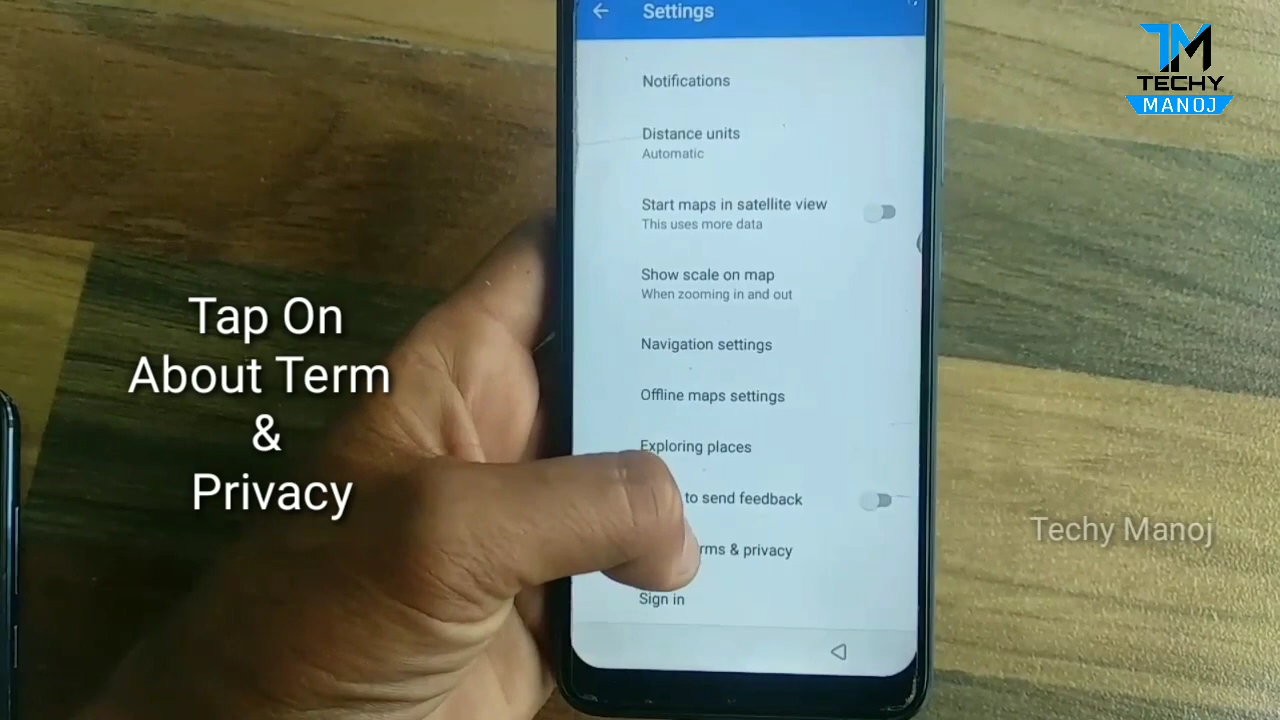 Settings
TM
TECHY
MANOJ
Notifications
Distance units
Automatic
Start maps in satellite view
This uses more data
Show scale on map
When zooming in and out
Tap On
About Term
&
Privacy
Navigation settings
Offline maps settings
Exploring places
to send feedback
rms & privacy
Sign in
Techy Manoj